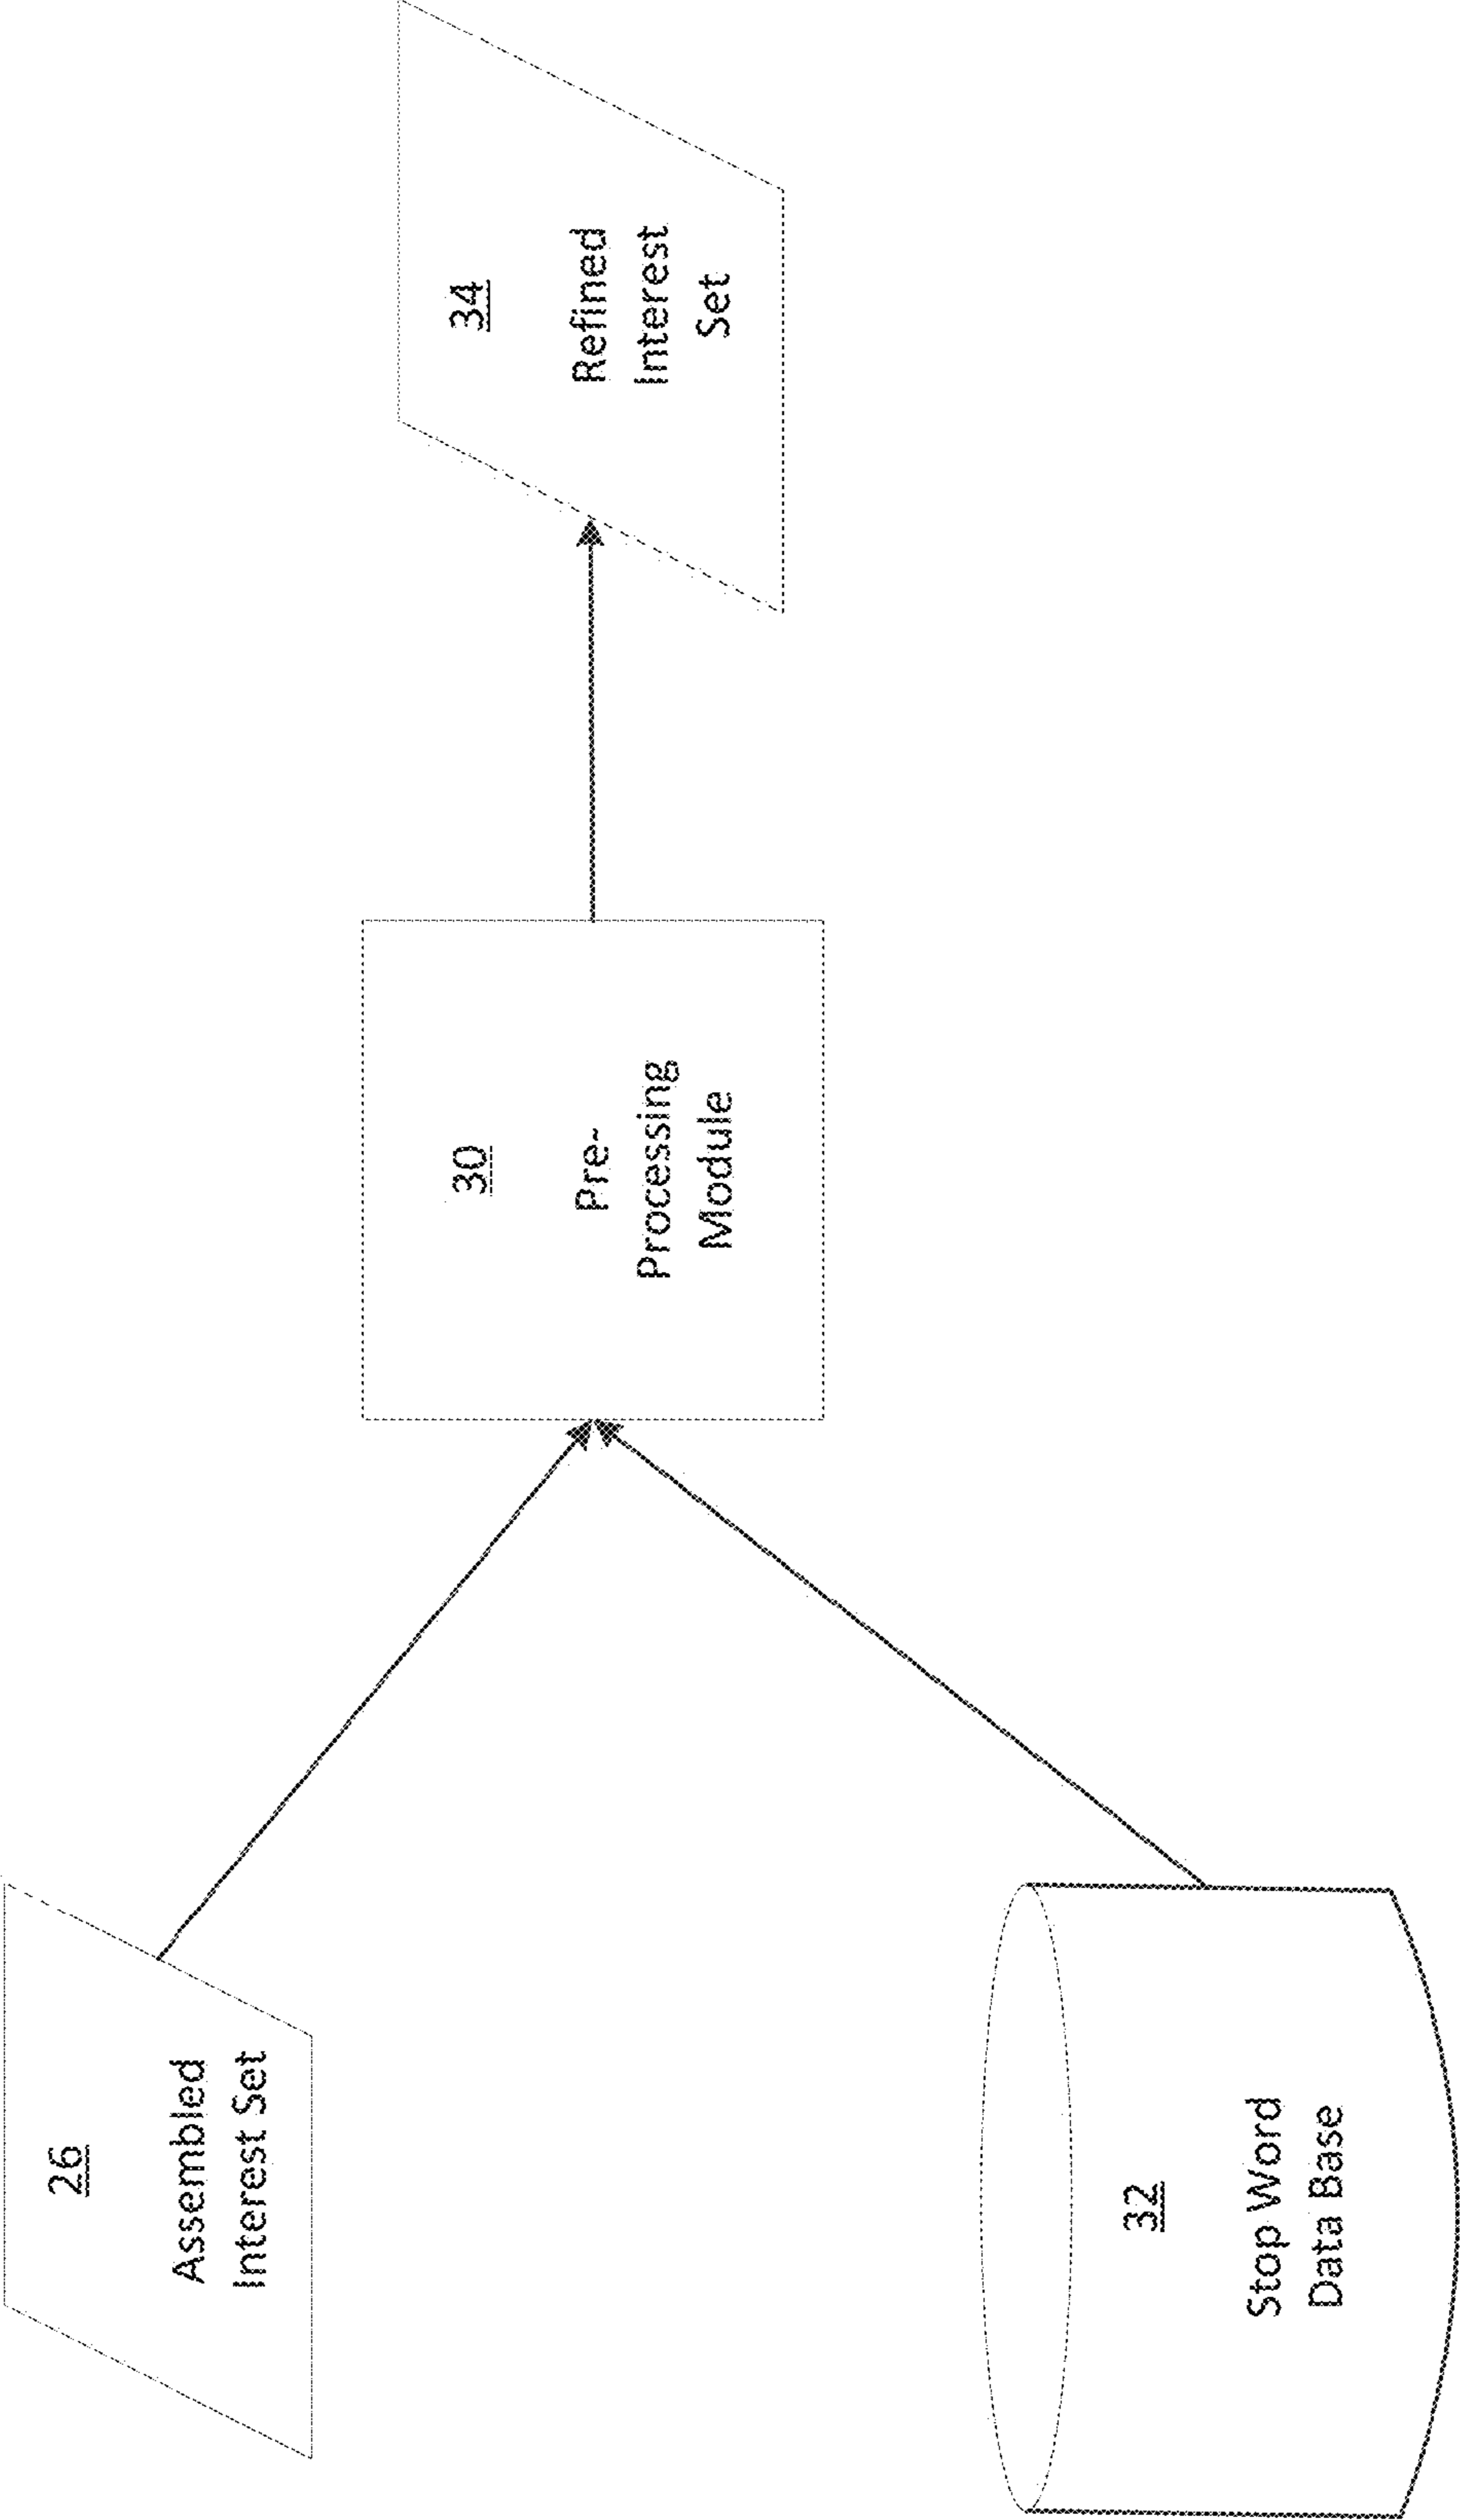 26
Assembled
Interest Set
32
Stop Word
Data Base
30
Pre-
Processing
Module
34
Refined
Interest
Set